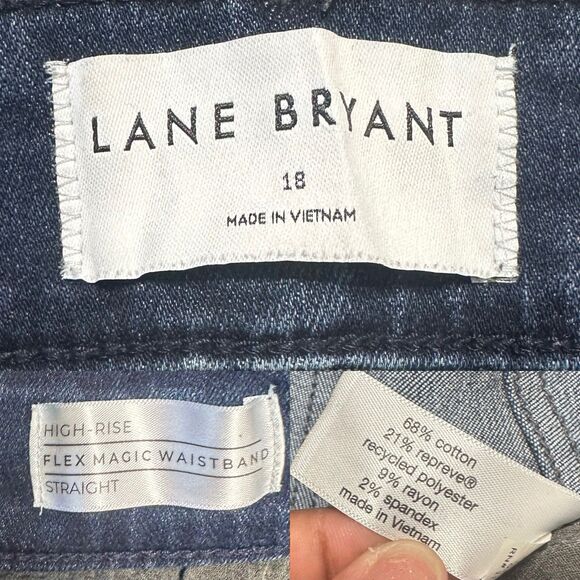 LANE BRYANT
18
MADE IN VIETNAM
HIGH-RISE
FLEX MAGIC WAISTBAND
STRAIGHT
68% cotton
21% repreve®
recycled polyester
9% rayon
2% spandex
made in Vietnam